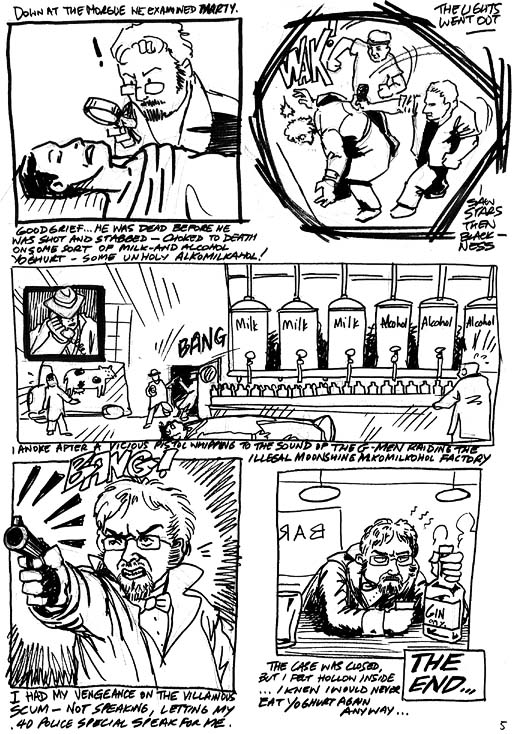 DOWN AT THE MORGUE HE EXAMINED MARTY.
!
THE LIGHTS
WENT OUT
WAK!
I
SAW
STARS
THEN
BLACK-
NESS
GOOD GRIEF... HE WAS DEAD BEFORE HE
WAS SHOT AND STABBED - CHOKED TO DEATH
ON SOME SORT OF MILK-AND ALCOHOL
YOGHURT - SOME UNHOLY ALKOMILKAHOL!
BANG
Milk
Milk
Milk
Alcohol
Alcohol
Alcohol
I AWOKE AFTER A VICIOUS PISTOL WHIPPING TO THE SOUND OF THE G-MEN RAIDING THE
ILLEGAL MOONSHINE ALKOMILKOHOL FACTORY
BANG!
I HAD MY VENGEANCE ON THE VILLAINOUS
SCUM - NOT SPEAKING, LETTING MY
.40 POLICE SPECIAL SPEAK FOR ME.
BAR
GIN
THE CASE WAS CLOSED,
BUT I FELT HOLLOW INSIDE
... I KNEW I WOULD NEVER
EAT YOGHURT AGAIN
ANYWAY...
THE
END...
5